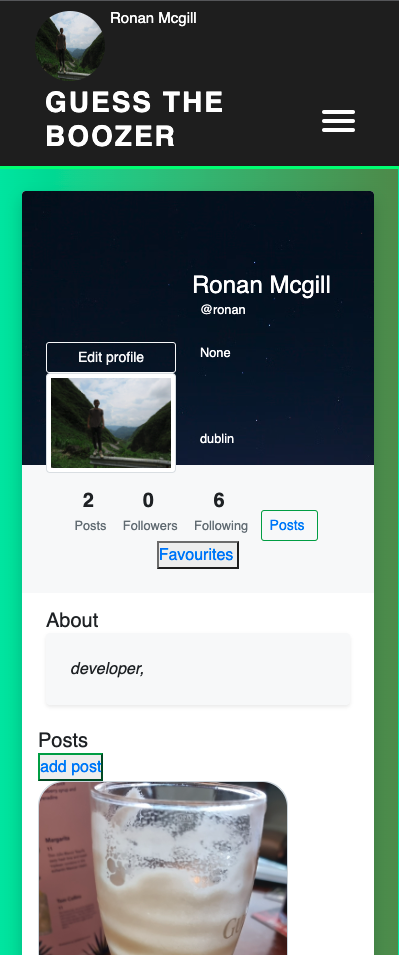 Ronan Mcgill
GUESS THE
BOOZER
Ronan Mcgill
@ronan
Edit profile
None
dublin
2 0 6
Posts Followers Following Posts
Favourites
About
developer,
Posts
add post
Margarita